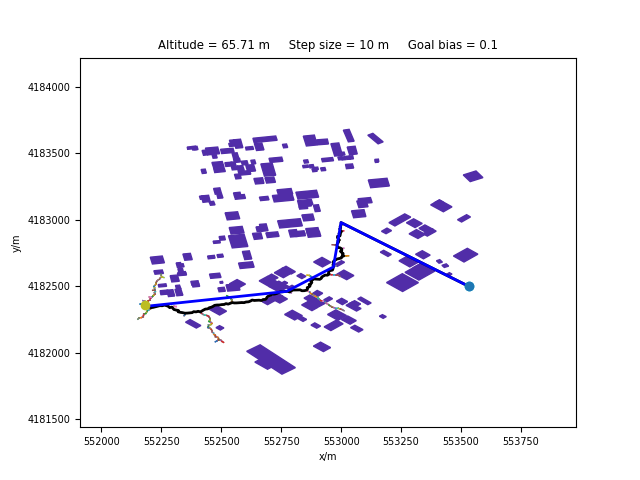 Altitude = 65.71 m     Step size = 10 m     Goal bias = 0.1
4184000
4183500
4183000
4182500
4182000
4181500
y/m
552000 552250 552500 552750 553000 553250 553500 553750
x/m